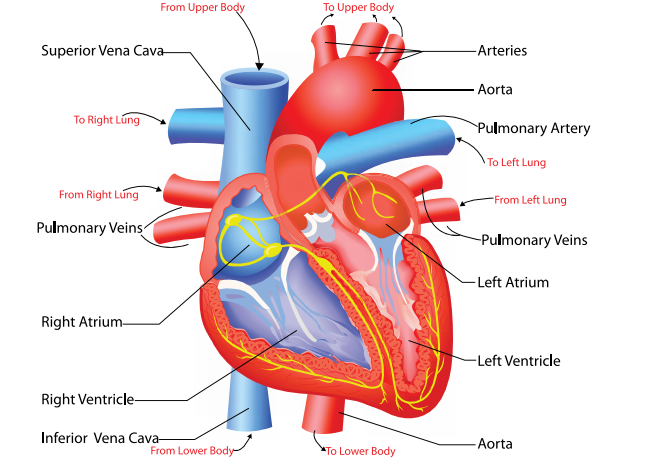 From Upper Body
To Upper Body
Superior Vena Cava
Arteries
Aorta
To Right Lung
Pulmonary Artery
To Left Lung
From Right Lung
From Left Lung
Pulmonary Veins
Pulmonary Veins
Left Atrium
Right Atrium
Left Ventricle
Right Ventricle
Inferior Vena Cava
Aorta
From Lower Body
To Lower Body